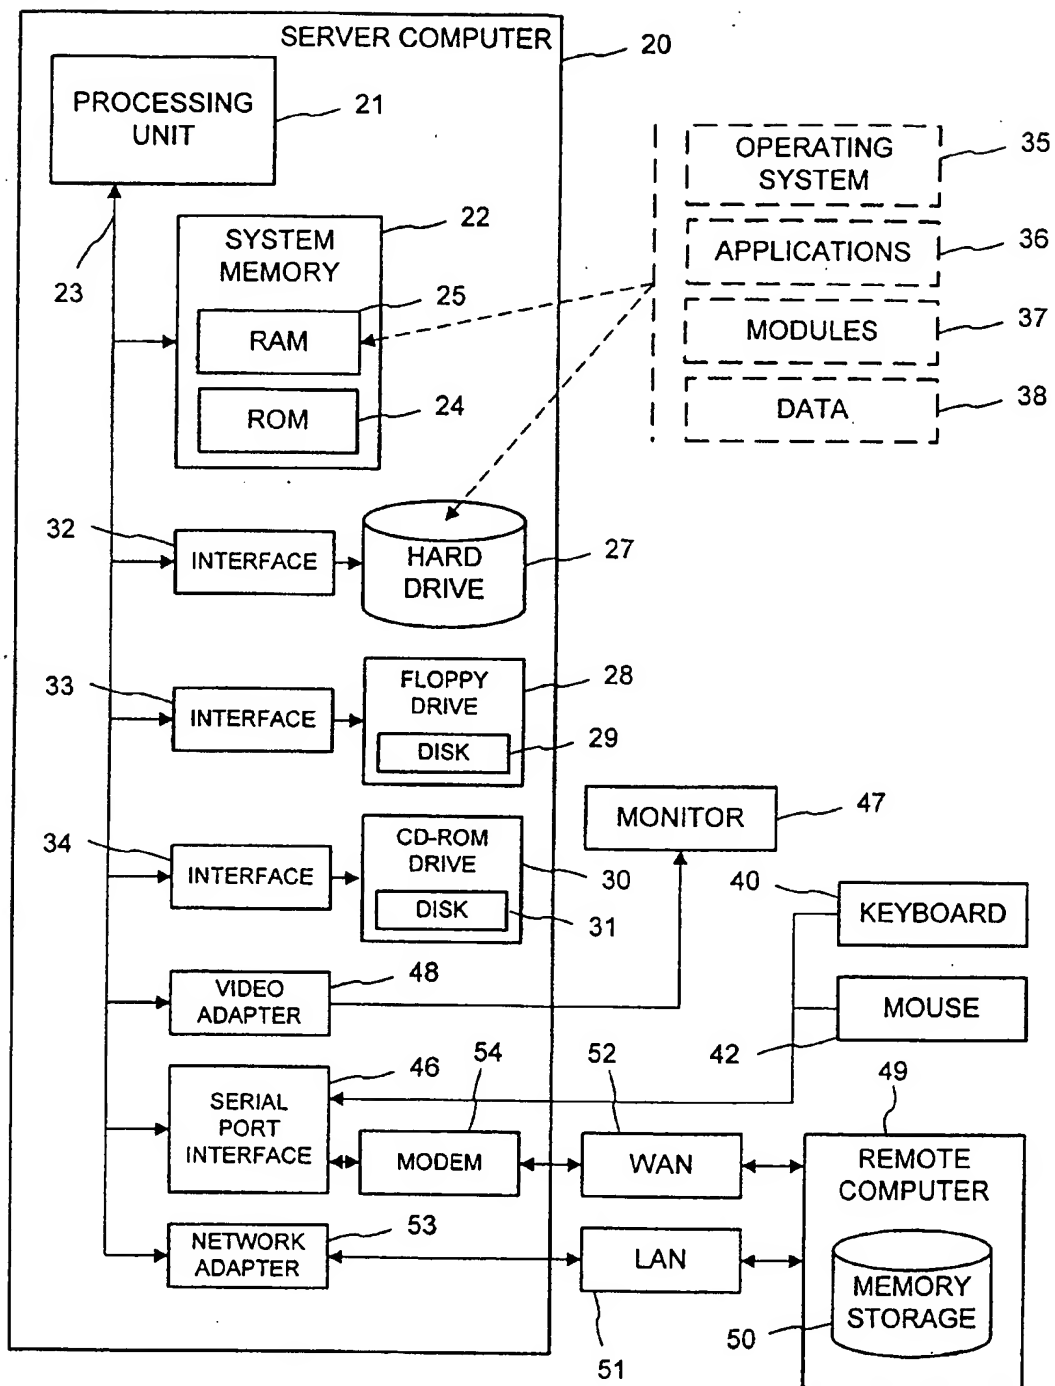 SERVER COMPUTER
20
PROCESSING
UNIT
21
23
SYSTEM
MEMORY
22
RAM
25
ROM
24
OPERATING
SYSTEM
35
APPLICATIONS
36
MODULES
37
DATA
38
32
INTERFACE
HARD
DRIVE
27
33
INTERFACE
FLOPPY
DRIVE
28
DISK
29
34
INTERFACE
CD-ROM
DRIVE
30
DISK
31
MONITOR
47
40
KEYBOARD
MOUSE
42
VIDEO
ADAPTER
48
SERIAL
PORT
INTERFACE
46
MODEM
54
WAN
52
49
REMOTE
COMPUTER
MEMORY
STORAGE
50
NETWORK
ADAPTER
53
LAN
51